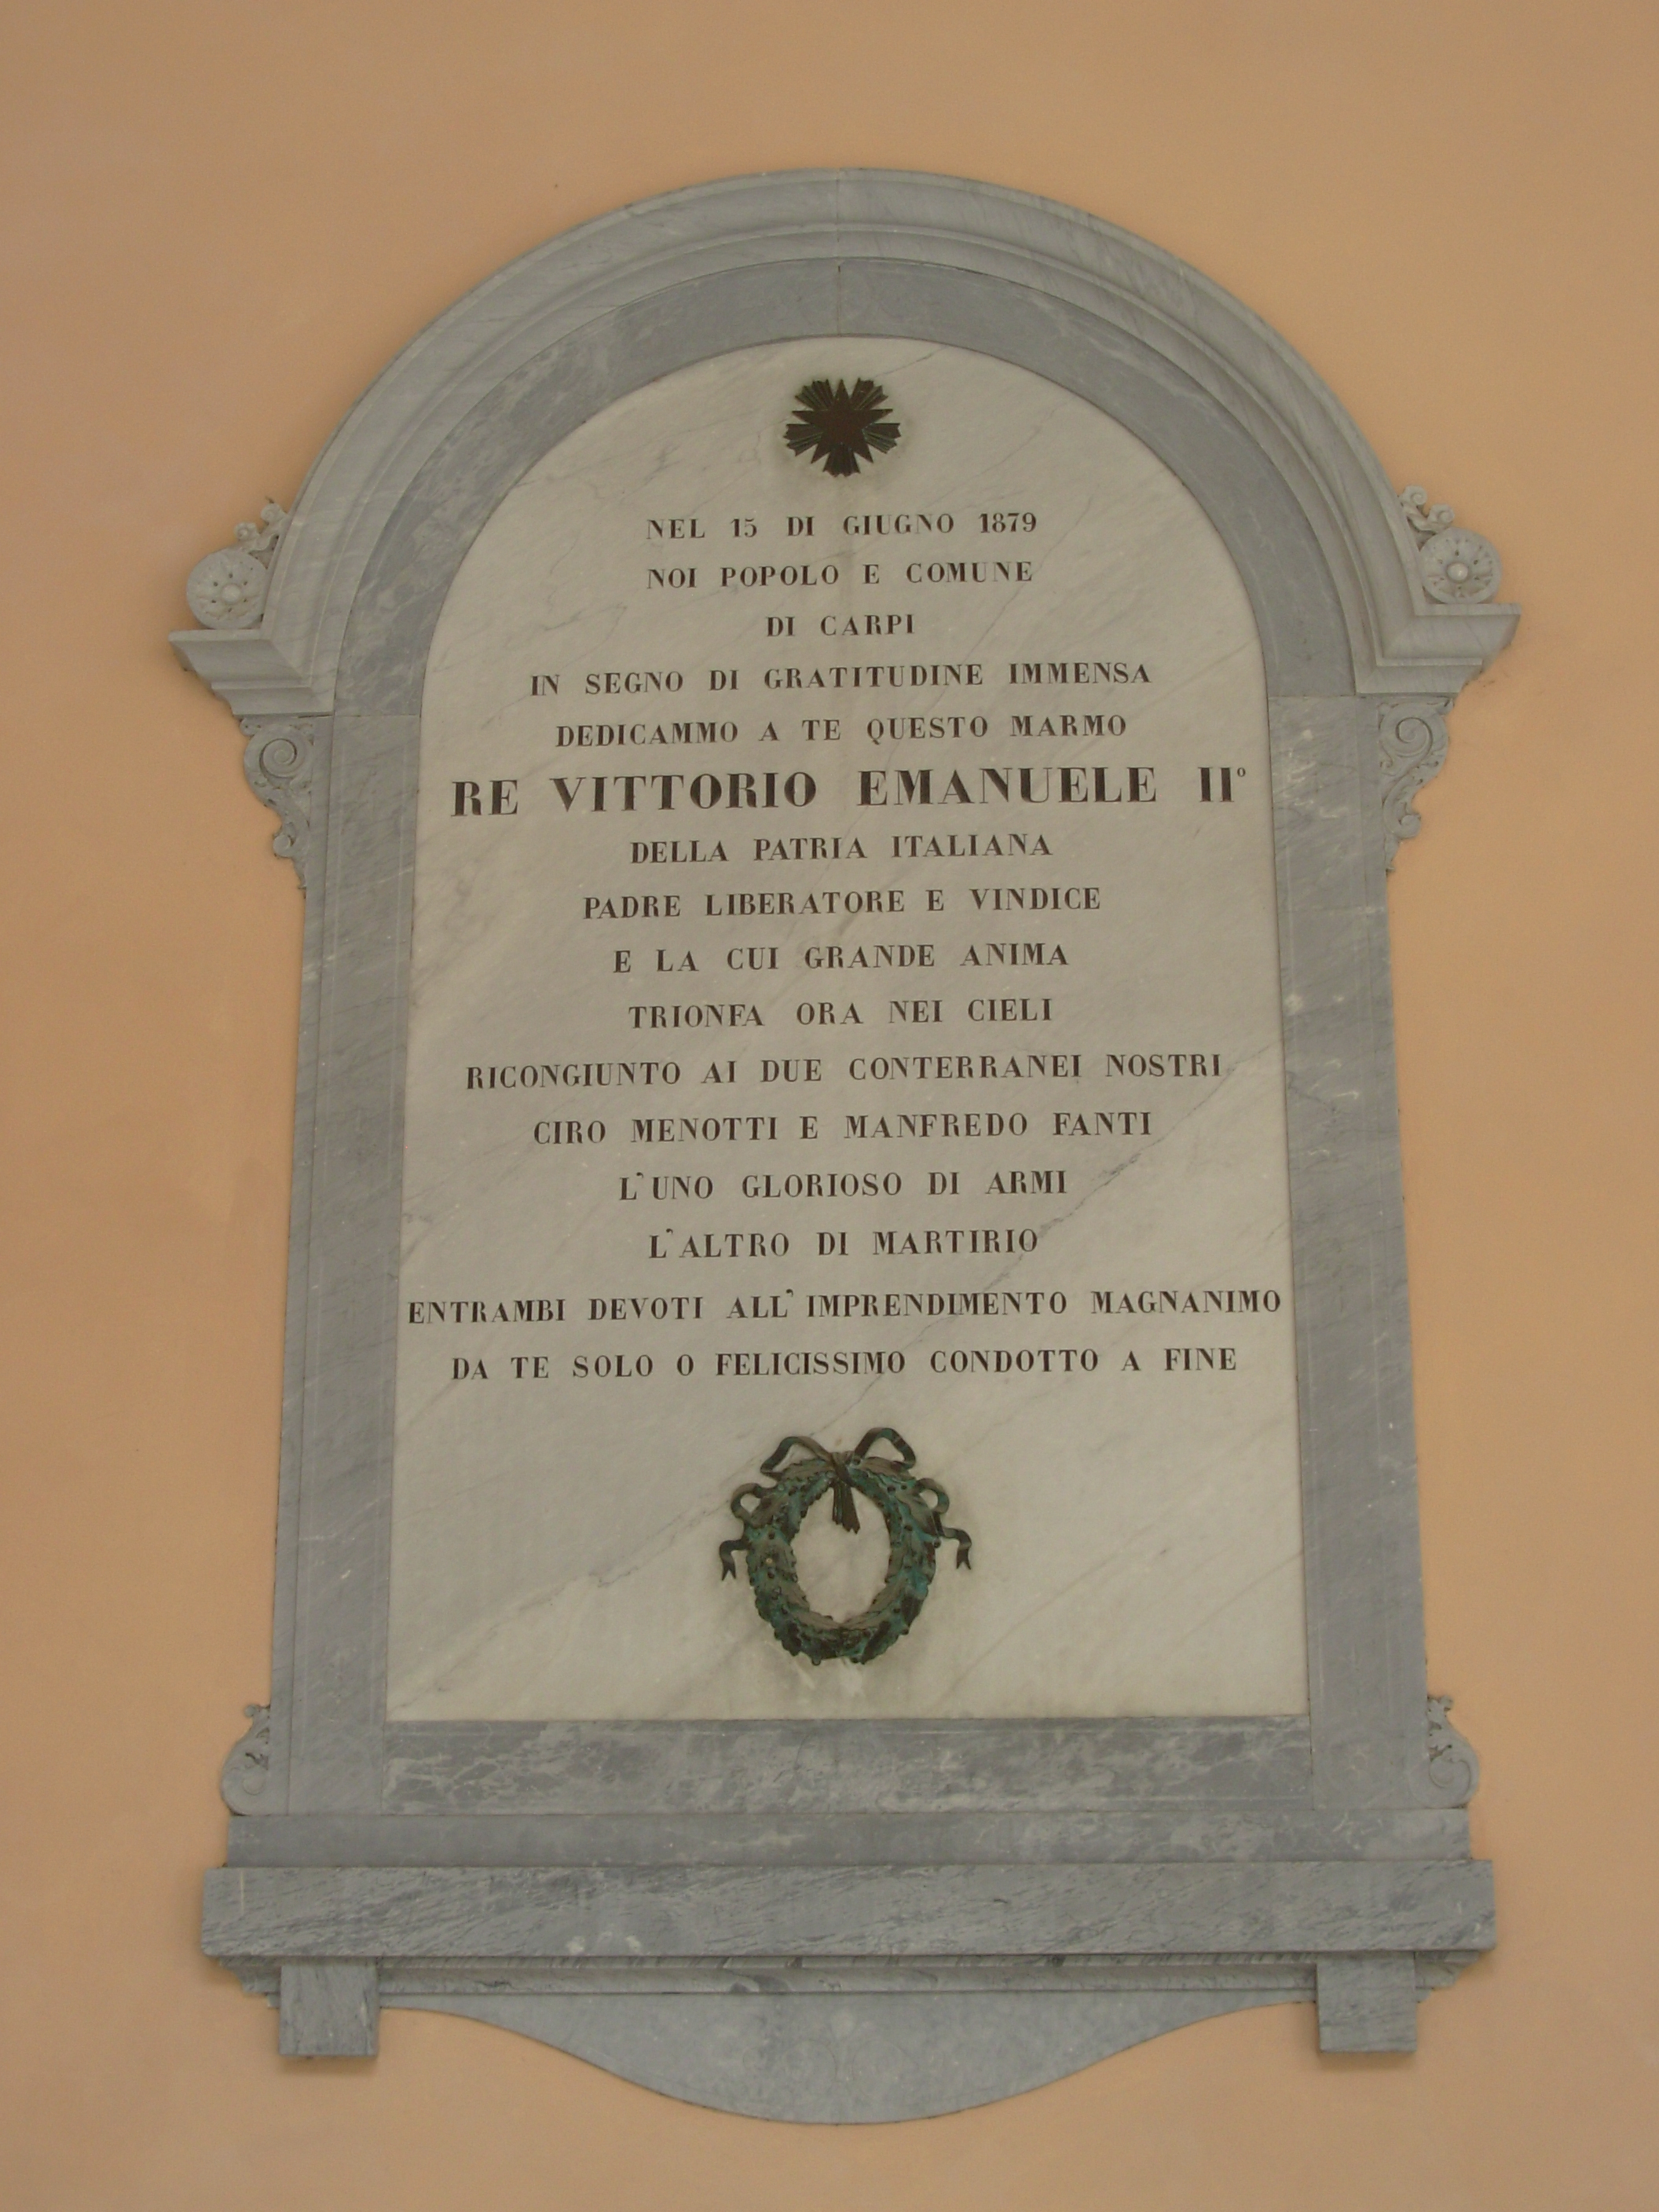 NEL 15 DI GIUGNO 1879
NOI POPOLO E COMUNE
DI CARPI
IN SEGNO DI GRATITUDINE IMMENSA
DEDICAMMO A TE QUESTO MARMO
RE VITTORIO EMANUELE IIº
DELLA PATRIA ITALIANA
PADRE LIBERATORE E VINDICE
E LA CUI GRANDE ANIMA
TRIONFA ORA NEI CIELI
RICONGIUNTO AI DUE CONTERRANEI NOSTRI
CIRO MENOTTI E MANFREDO FANTI
L'UNO GLORIOSO DI ARMI
L'ALTRO DI MARTIRIO
ENTRAMBI DEVOTI ALL'IMPRENDIMENTO MAGNANIMO
DA TE SOLO O FELICISSIMO CONDOTTO A FINE